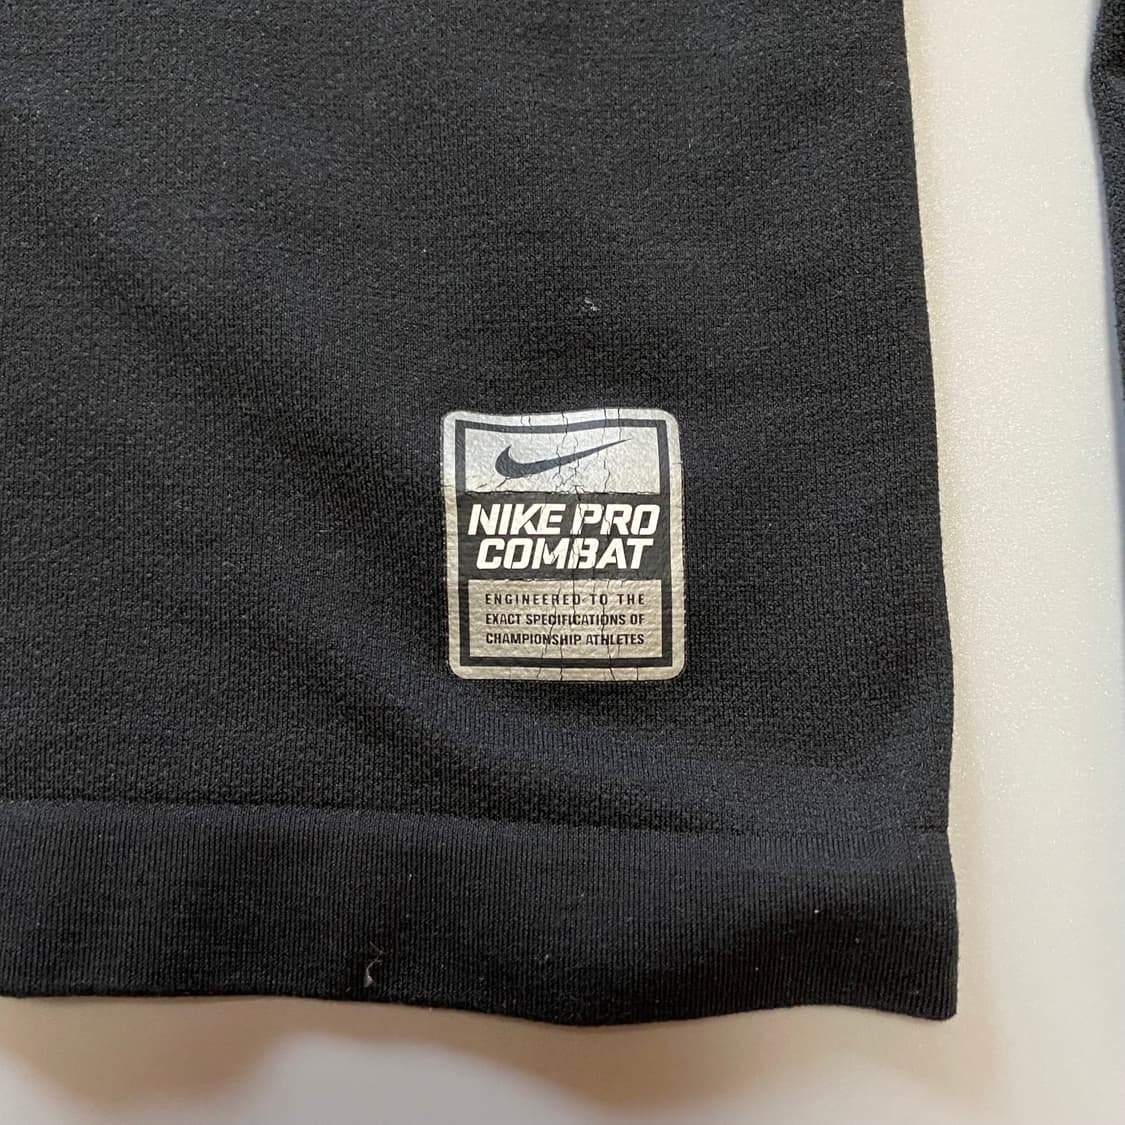 NIKE PRO
COMBAT
ENGINEERED TO THE
EXACT SPECIFICATIONS OF
CHAMPIONSHIP ATHLETES